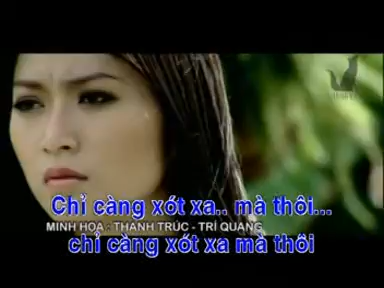 Chỉ càng xót xa.. mà thôi...
MINH HỌA : THANH TRÚC - TRÍ QUANG
chỉ càng xót xa mà thôi